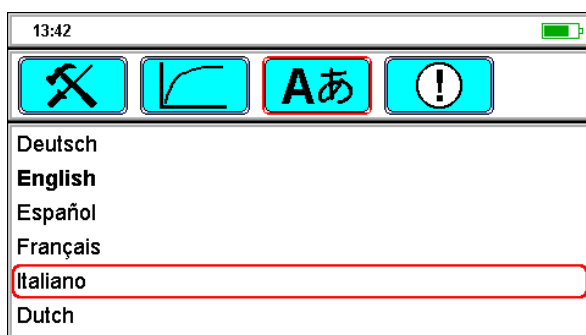 13:42
Aあ
!
Deutsch
English
Español
Français
Italiano
Dutch